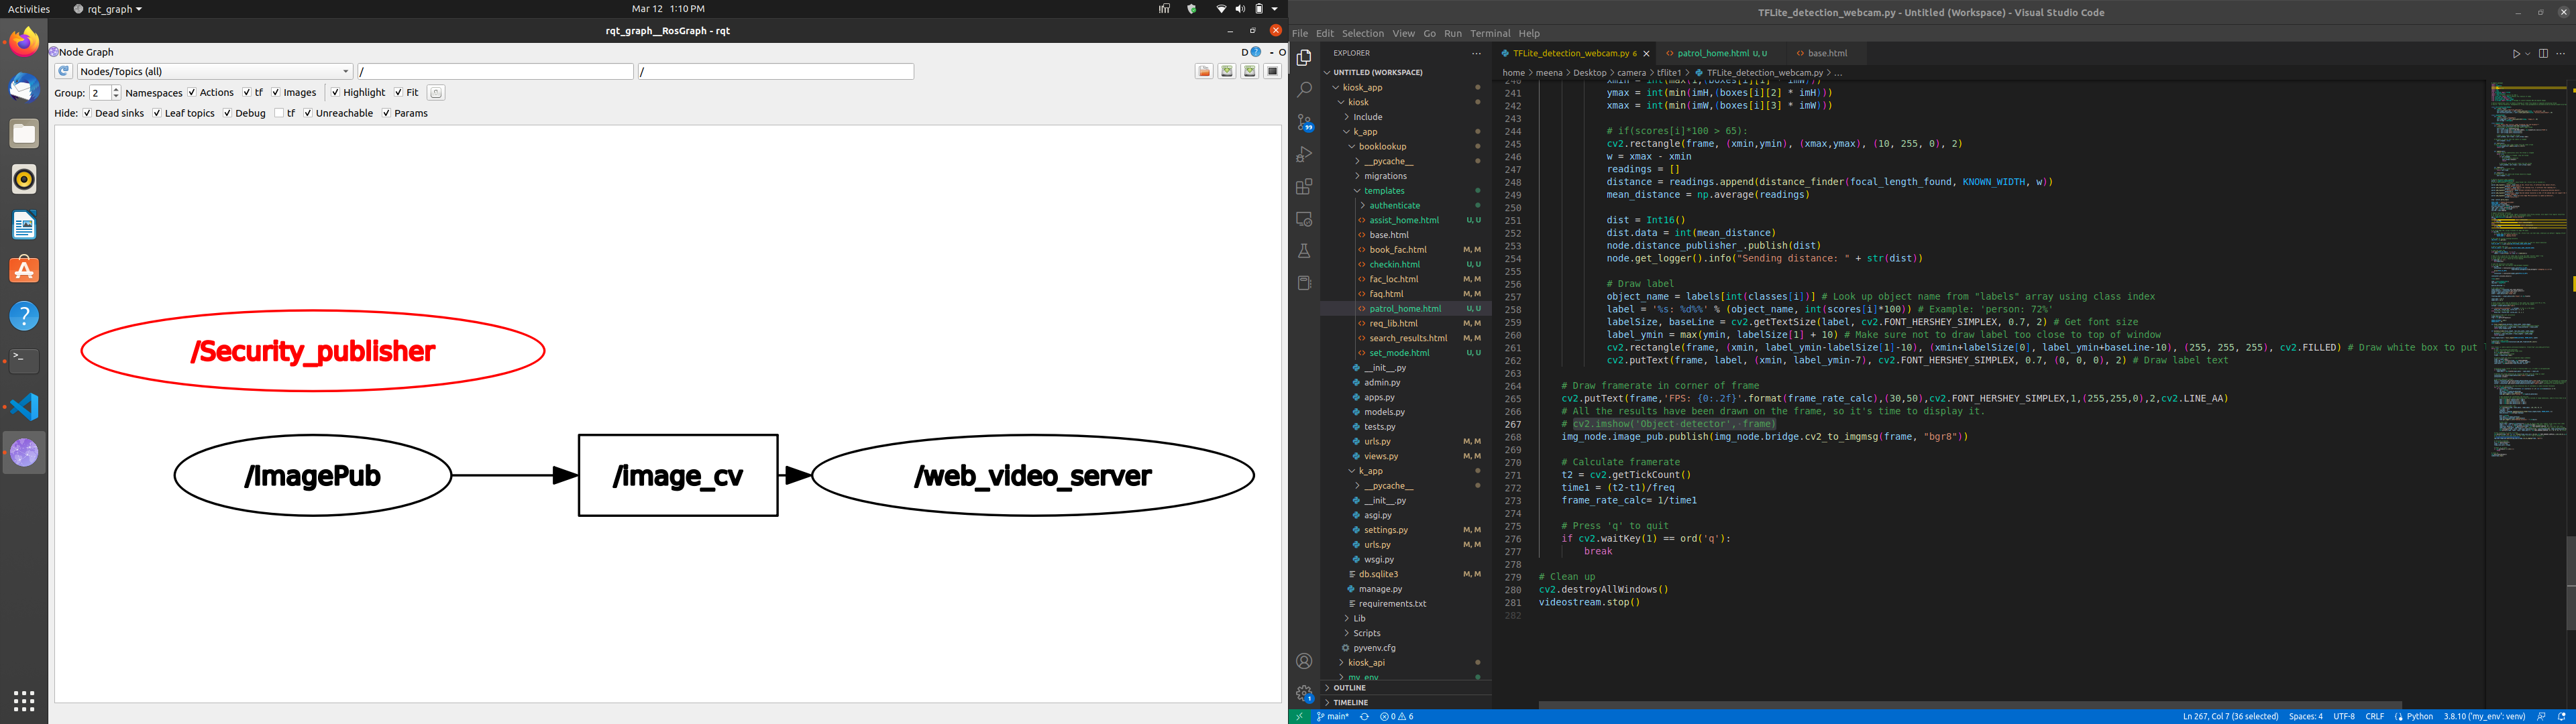 Activities
rqt_graph
Mar 12 1:10 PM
rqt_graph__RosGraph - rqt
Node Graph
D
- O
Nodes/Topics (all)
/
/
Group: 2 Namespaces Actions tf Images Highlight Fit
Hide: Dead sinks Leaf topics Debug tf Unreachable Params
/Security_publisher
/ImagePub
/image_cv
/web_video_server
TFLite_detection_webcam.py - Untitled (Workspace) - Visual Studio Code
File Edit Selection View Go Run Terminal Help
EXPLORER
UNTITLED (WORKSPACE)
kiosk_app
kiosk
Include
k_app
booklookup
__pycache__
migrations
templates
authenticate
assist_home.html U, U
base.html
book_fac.html M, M
checkin.html U, U
fac_loc.html M, M
faq.html M, M
patrol_home.html U, U
req_lib.html M, M
search_results.html M, M
set_mode.html U, U
__init__.py
admin.py
apps.py
models.py
tests.py
urls.py M, M
views.py M, M
k_app
__pycache__
__init__.py
asgi.py
settings.py M, M
urls.py M, M
wsgi.py
db.sqlite3 M, M
manage.py
requirements.txt
Lib
Scripts
pyvenv.cfg
kiosk_api
my_env
OUTLINE
TIMELINE
99
1
TFLite_detection_webcam.py 6
patrol_home.html U, U
base.html
home > meena > Desktop > camera > tflite1 > TFLite_detection_webcam.py > ...
240 xmin = int(max(1,(boxes[i][1] * imW)))
241 ymax = int(min(imH,(boxes[i][2] * imH)))
242 xmax = int(min(imW,(boxes[i][3] * imW)))
243
244 # if(scores[i]*100 > 65):
245 cv2.rectangle(frame, (xmin,ymin), (xmax,ymax), (10, 255, 0), 2)
246 w = xmax - xmin
247 readings = []
248 distance = readings.append(distance_finder(focal_length_found, KNOWN_WIDTH, w))
249 mean_distance = np.average(readings)
250
251 dist = Int16()
252 dist.data = int(mean_distance)
253 node.distance_publisher_.publish(dist)
254 node.get_logger().info("Sending distance: " + str(dist))
255
256 # Draw label
257 object_name = labels[int(classes[i])] # Look up object name from "labels" array using class index
258 label = '%s: %d%%' % (object_name, int(scores[i]*100)) # Example: 'person: 72%'
259 labelSize, baseLine = cv2.getTextSize(label, cv2.FONT_HERSHEY_SIMPLEX, 0.7, 2) # Get font size
260 label_ymin = max(ymin, labelSize[1] + 10) # Make sure not to draw label too close to top of window
261 cv2.rectangle(frame, (xmin, label_ymin-labelSize[1]-10), (xmin+labelSize[0], label_ymin+baseLine-10), (255, 255, 255), cv2.FILLED) # Draw white box to put
262 cv2.putText(frame, label, (xmin, label_ymin-7), cv2.FONT_HERSHEY_SIMPLEX, 0.7, (0, 0, 0), 2) # Draw label text
263
264 # Draw framerate in corner of frame
265 cv2.putText(frame,'FPS: {0:.2f}'.format(frame_rate_calc),(30,50),cv2.FONT_HERSHEY_SIMPLEX,1,(255,255,0),2,cv2.LINE_AA)
266 # All the results have been drawn on the frame, so it's time to display it.
267 # cv2.imshow('Object detector', frame)
268 img_node.image_pub.publish(img_node.bridge.cv2_to_imgmsg(frame, "bgr8"))
269
270 # Calculate framerate
271 t2 = cv2.getTickCount()
272 time1 = (t2-t1)/freq
273 frame_rate_calc= 1/time1
274
275 # Press 'q' to quit
276 if cv2.waitKey(1) == ord('q'):
277 break
278
279 # Clean up
280 cv2.destroyAllWindows()
281 videostream.stop()
282
main* 0 6
Ln 267, Col 7 (36 selected) Spaces: 4 UTF-8 CRLF Python 3.8.10 ('my_env': venv)